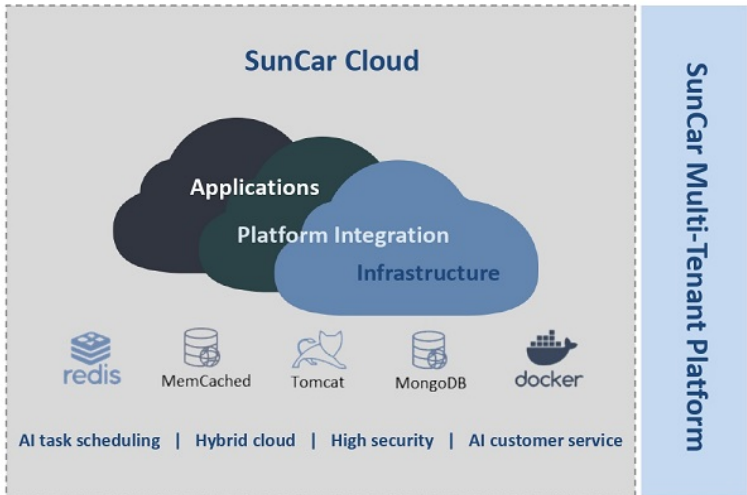 SunCar Cloud
Applications
Platform Integration
Infrastructure
redis
MemCached
Tomcat
MongoDB
docker
AI task scheduling | Hybrid cloud | High security | AI customer service
SunCar Multi-Tenant Platform